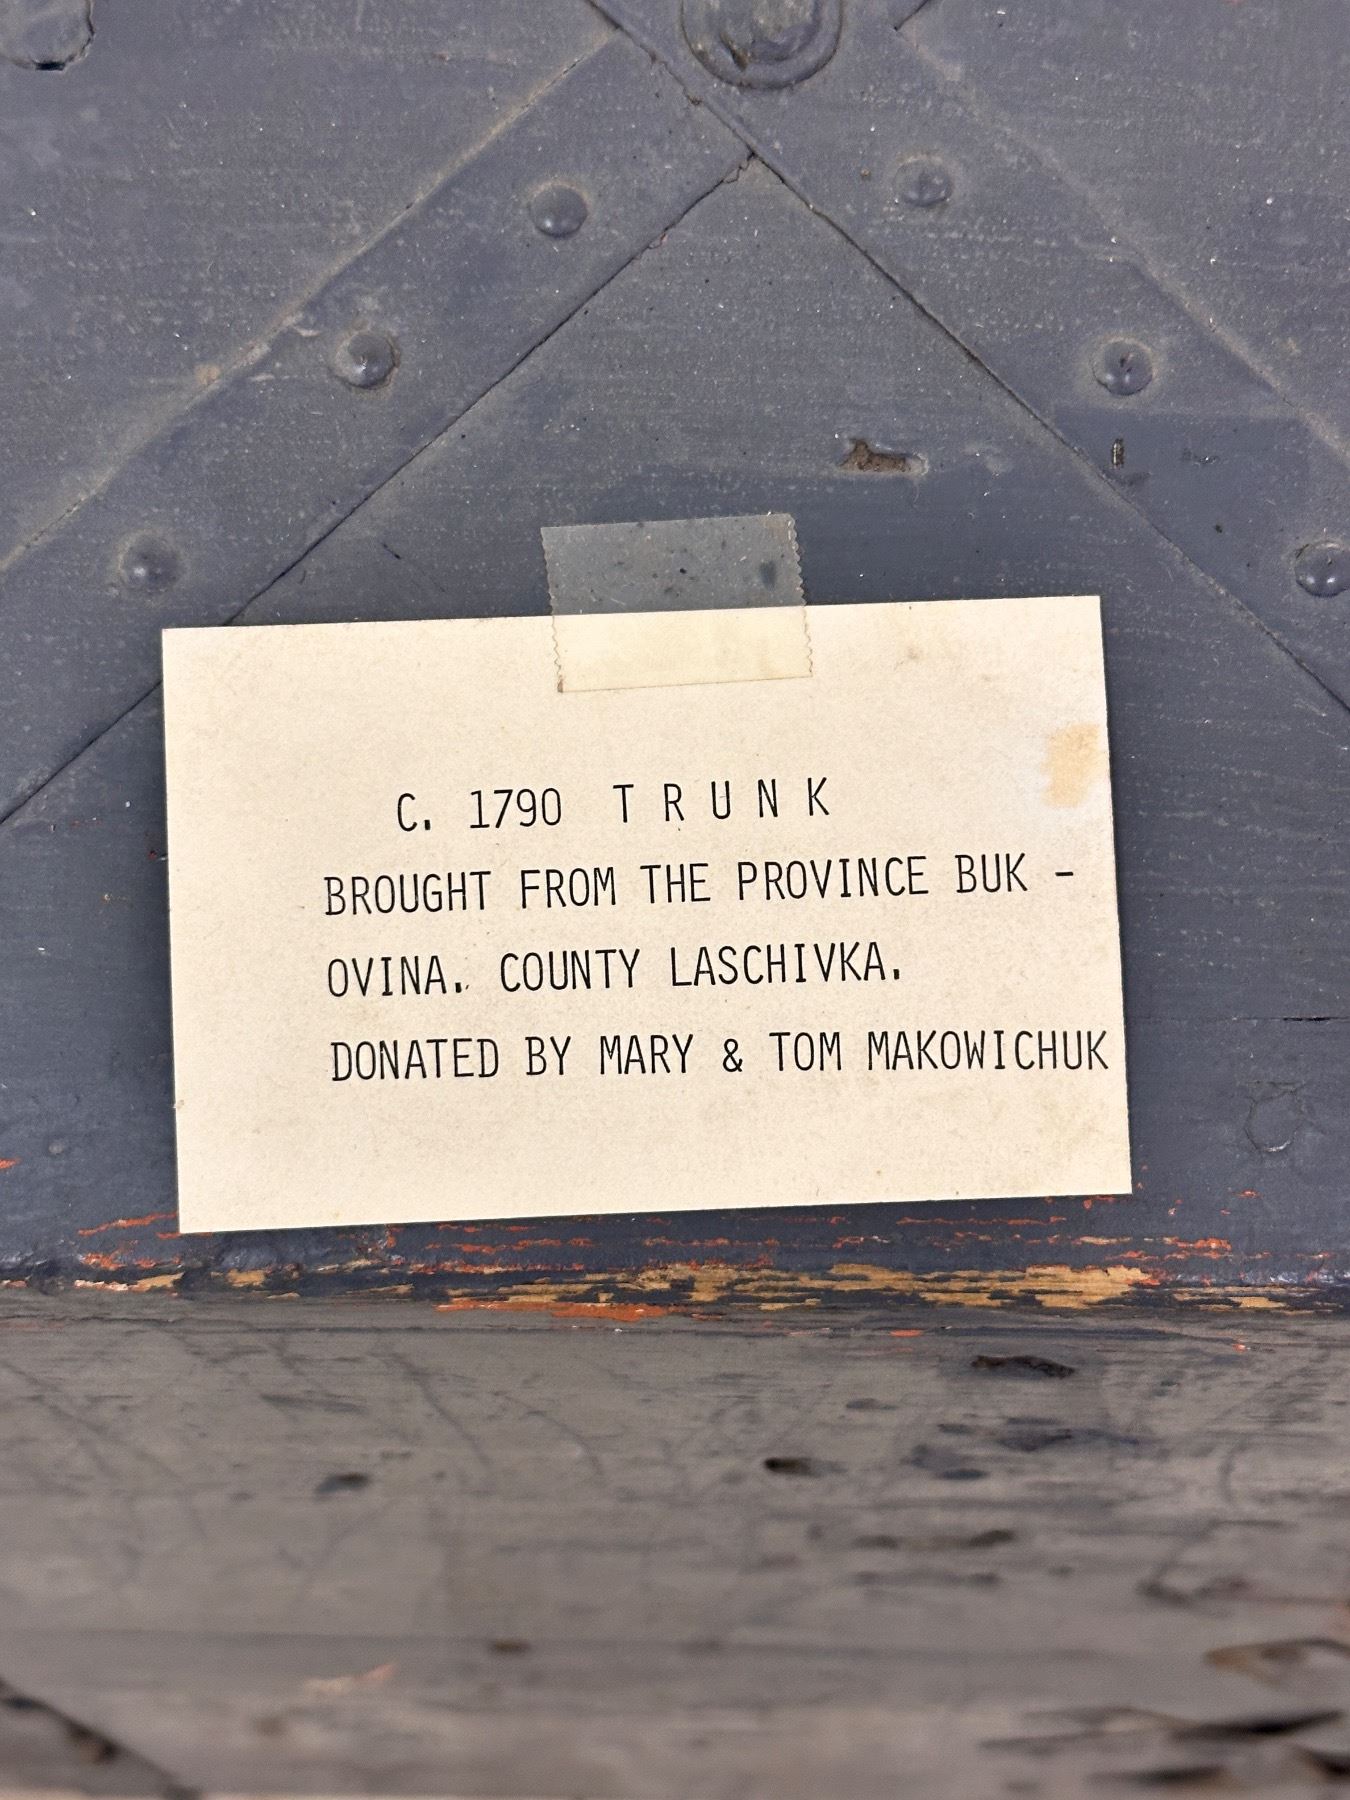 C. 1790 T R U N K
BROUGHT FROM THE PROVINCE BUK -
OVINA. COUNTY LASCHIVKA.
DONATED BY MARY & TOM MAKOWICHUK